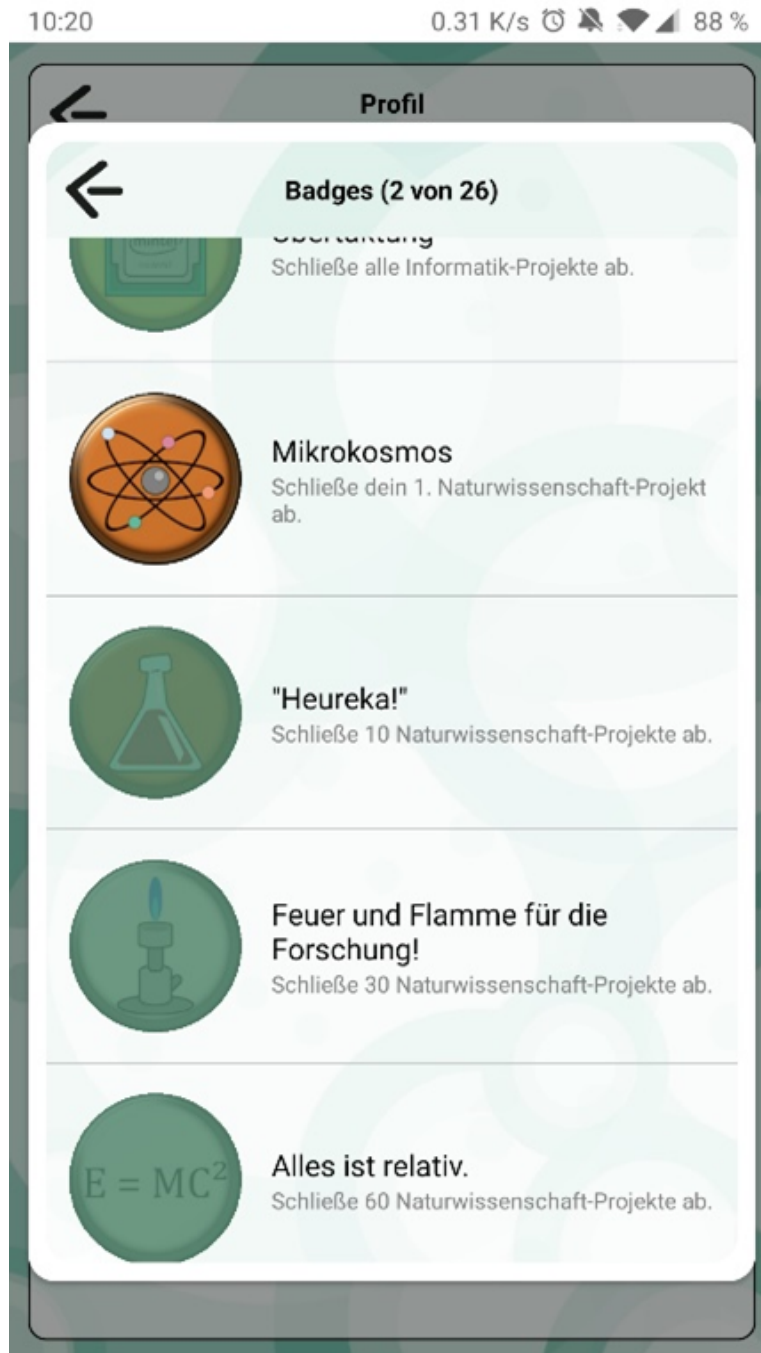 10:20
0.31 K/s
88 %
Profil
Badges (2 von 26)
Übertaktung
Schließe alle Informatik-Projekte ab.
Mikrokosmos
Schließe dein 1. Naturwissenschaft-Projekt
ab.
"Heureka!"
Schließe 10 Naturwissenschaft-Projekte ab.
Feuer und Flamme für die
Forschung!
Schließe 30 Naturwissenschaft-Projekte ab.
E = MC²
Alles ist relativ.
Schließe 60 Naturwissenschaft-Projekte ab.